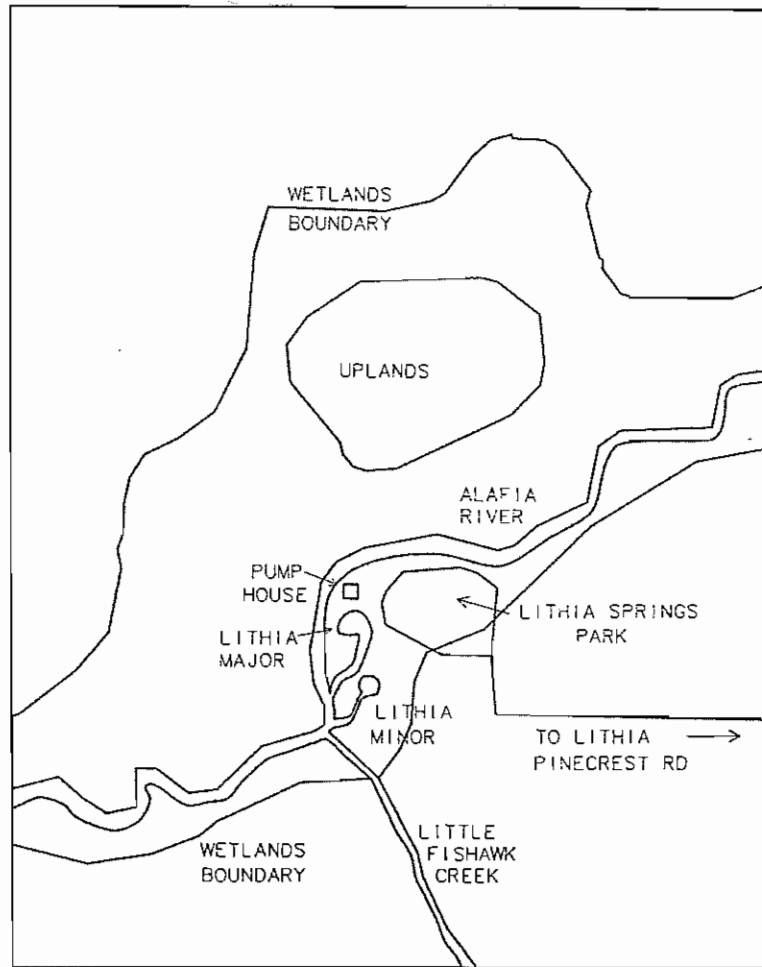 WETLANDS
BOUNDARY
UPLANDS
ALAFIA
RIVER
PUMP
HOUSE
LITHIA SPRINGS
PARK
LITHIA
MAJOR
LITHIA
MINOR
TO LITHIA
PINECREST RD
LITTLE
FISHAWK
CREEK
WETLANDS
BOUNDARY